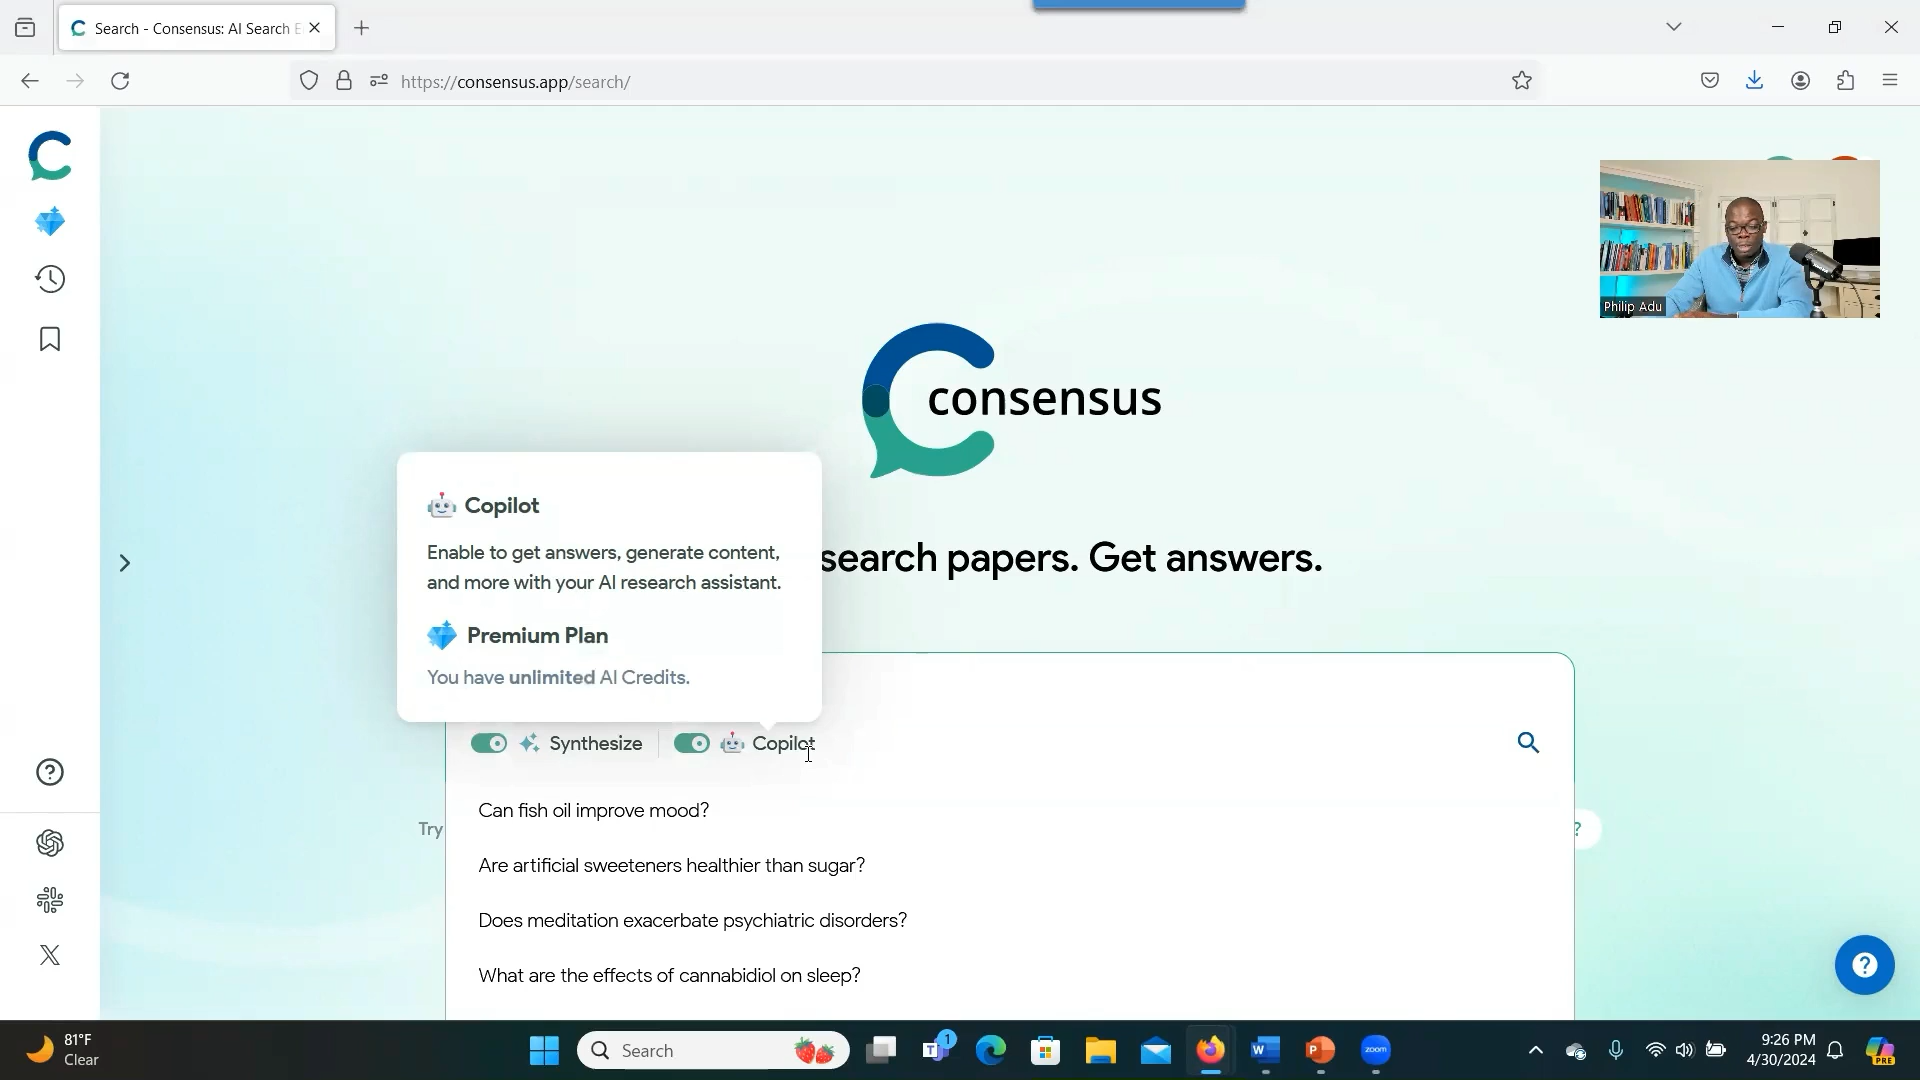 Search - Consensus: AI Search E
https://consensus.app/search/
Philip Adu
consensus
search papers. Get answers.
Copilot
Enable to get answers, generate content,
and more with your AI research assistant.
Premium Plan
You have unlimited AI Credits.
Synthesize
Copilot
Can fish oil improve mood?
Try
?
Are artificial sweeteners healthier than sugar?
Does meditation exacerbate psychiatric disorders?
What are the effects of cannabidiol on sleep?
?
81°F
Clear
Search
1
zoom
9:26 PM
4/30/2024
PRE